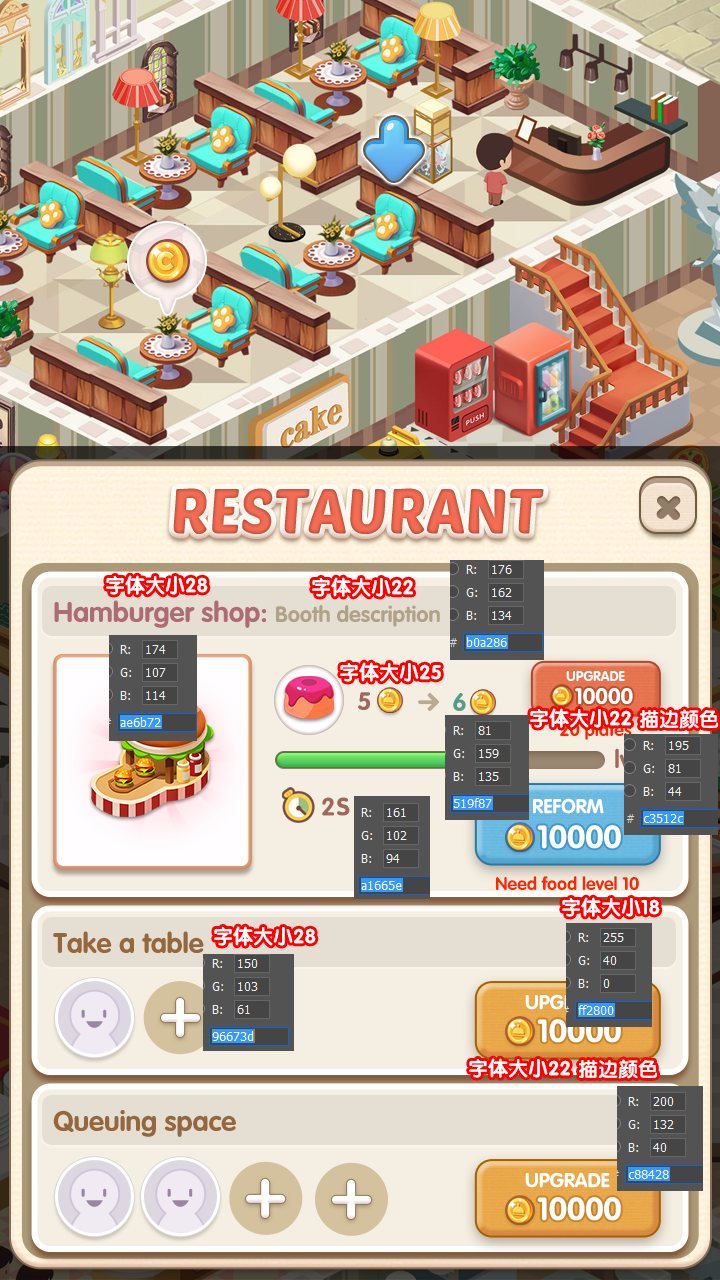 PUSH
cake
C
RESTAURANT
字体大小28
字体大小22
Hamburger shop: Booth description
R: 176
G: 162
B: 134
# b0a286
R: 174
G: 107
B: 114
# ae6b72
字体大小25
5 → 6
UPGRADE
10000
20 plates
字体大小22 描边颜色
R: 81
G: 159
B: 135
519f87
R: 195
G: 81
B: 44
# c3512c
2S
R: 161
G: 102
B: 94
a1665e
REFORM
10000
Need food level 10
字体大小18
R: 255
G: 40
B: 0
# ff2800
Take a table
字体大小28
R: 150
G: 103
B: 61
96673d
UPG
10000
字体大小22 描边颜色
R: 200
G: 132
B: 40
# c88428
Queuing space
UPGRADE
10000